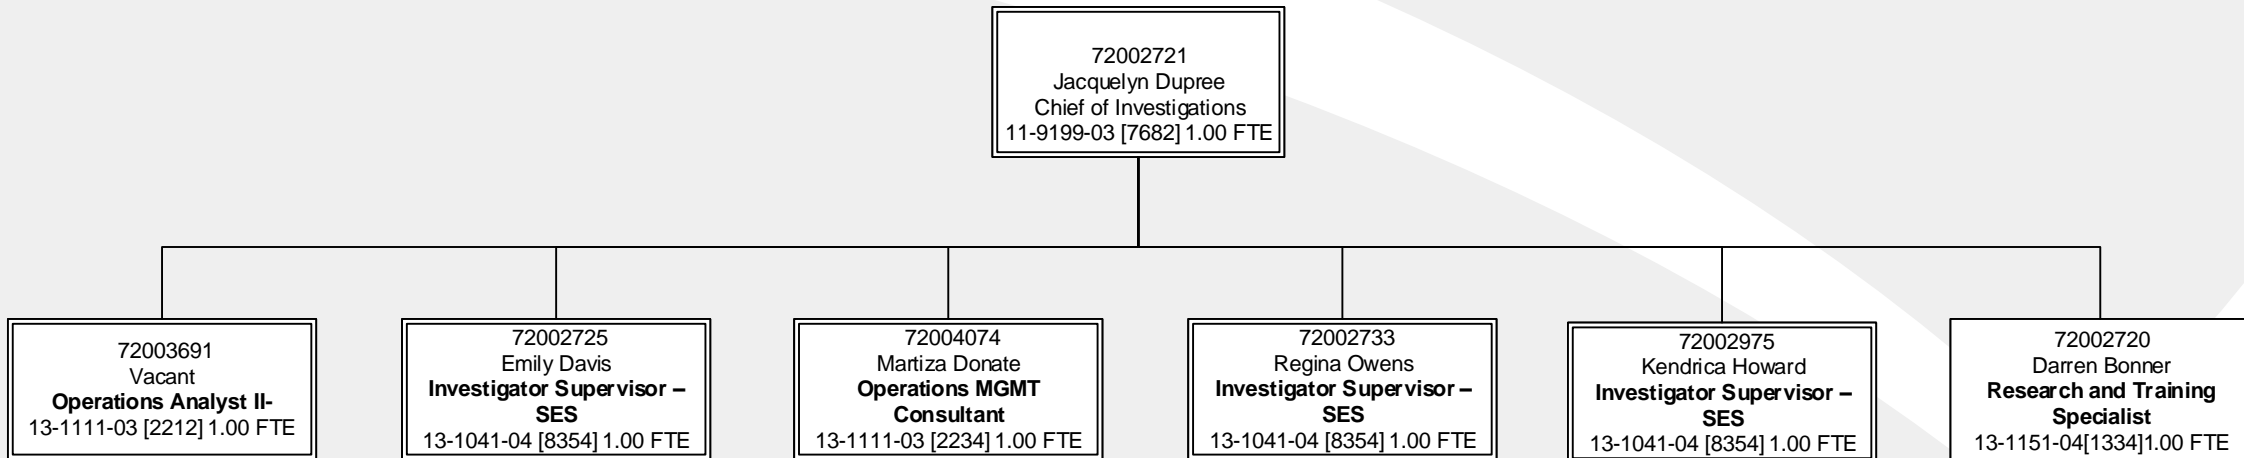 72002721
Jacquelyn Dupree
Chief of Investigations
11-9199-03 [7682] 1.00 FTE
72003691
Vacant
Operations Analyst II-
13-1111-03 [2212] 1.00 FTE
72002725
Emily Davis
Investigator Supervisor –
SES
13-1041-04 [8354] 1.00 FTE
72004074
Martiza Donate
Operations MGMT
Consultant
13-1111-03 [2234] 1.00 FTE
72002733
Regina Owens
Investigator Supervisor –
SES
13-1041-04 [8354] 1.00 FTE
72002975
Kendrica Howard
Investigator Supervisor –
SES
13-1041-04 [8354] 1.00 FTE
72002720
Darren Bonner
Research and Training
Specialist
13-1151-04[1334]1.00 FTE